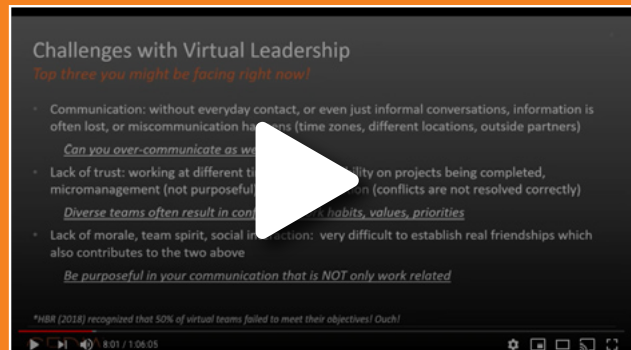 Challenges with Virtual Leadership
Top three you might be facing right now!
• Communication: without everyday contact, or even just informal conversations, information is
often lost, or miscommunication ha ns (time zones, different locations, outside partners)
Can you over-communicate as we
• Lack of trust: working at different ti ility on projects being completed,
micromanagement (not purposeful) on (conflicts are not resolved correctly)
Diverse teams often result in conf k habits, values, priorities
• Lack of morale, team spirit, social in ction: very difficult to establish real friendships which
also contributes to the two above
Be purposeful in your communication that is NOT only work related
*HBR (2018) recognized that 50% of virtual teams failed to meet their objectives! Ouch!
8:01 / 1:06:05